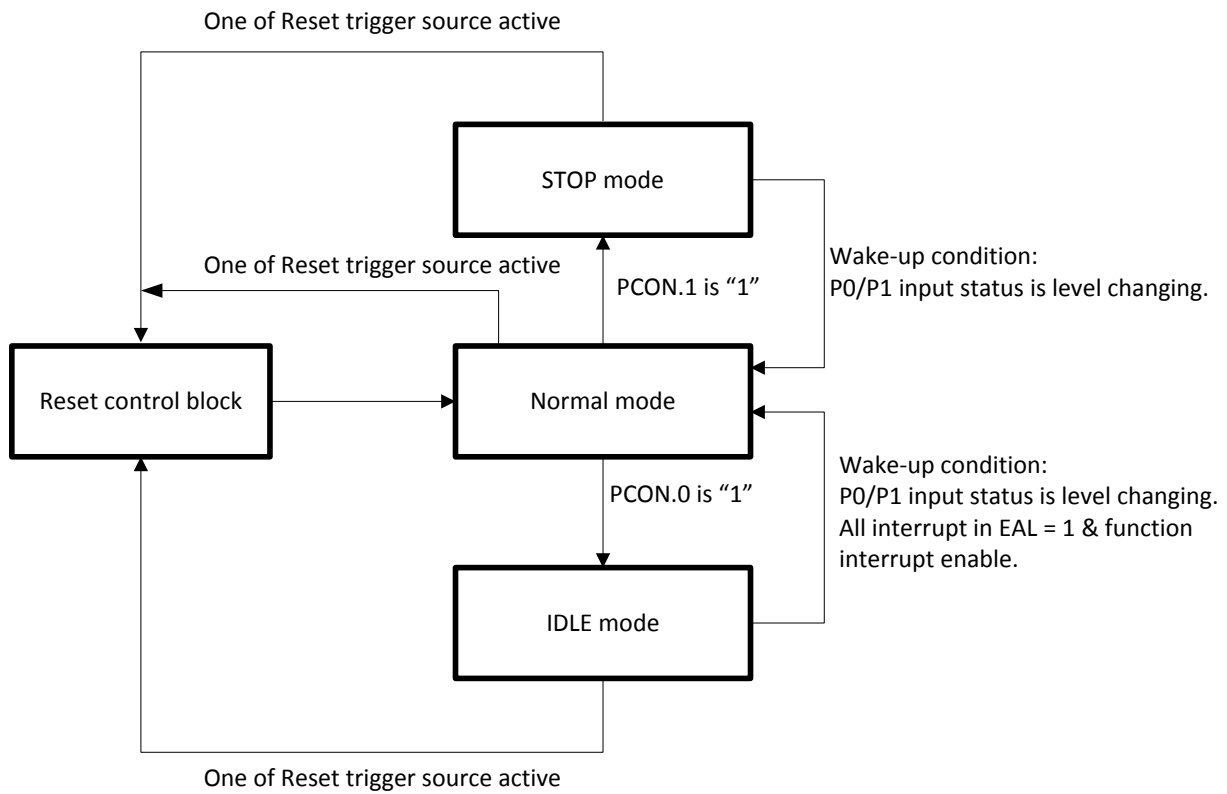 One of Reset trigger source active
STOP mode
Wake-up condition:
P0/P1 input status is level changing.
One of Reset trigger source active
PCON.1 is “1”
Reset control block
Normal mode
PCON.0 is “1”
Wake-up condition:
P0/P1 input status is level changing.
All interrupt in EAL = 1 & function
interrupt enable.
IDLE mode
One of Reset trigger source active